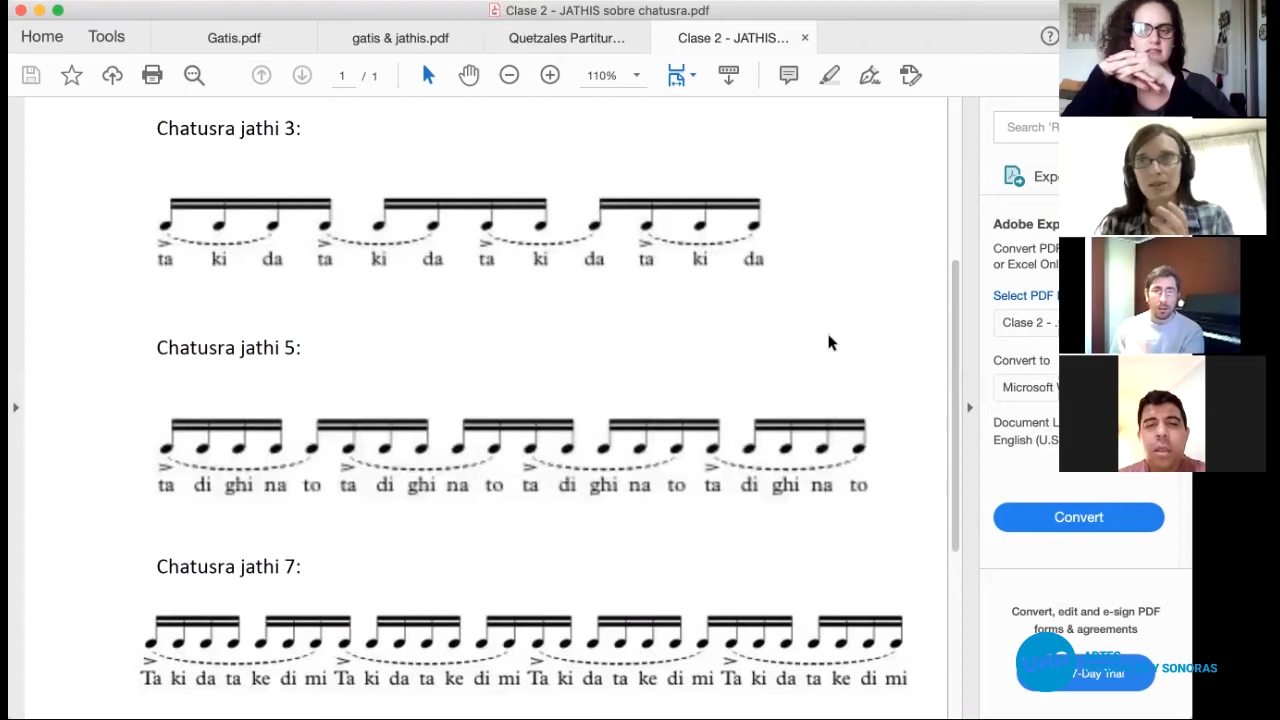 Clase 2 - JATHIS sobre chatusra.pdf
Home Tools Gatis.pdf gatis & jathis.pdf Quetzales Partitur... Clase 2 - JATHIS... ×
1 / 1 110%
Chatusra jathi 3:
ta ki da ta ki da ta ki da ta ki da
Chatusra jathi 5:
ta di ghi na to ta di ghi na to ta di ghi na to ta di ghi na to
Chatusra jathi 7:
Ta ki da ta ke di mi Ta ki da ta ke di mi Ta ki da ta ke di mi Ta ki da ta ke di mi
Search 'R
Expo
Adobe Exp
Convert PDF
or Excel Onl
Select PDF
Clase 2 -
Convert to
Microsoft
Document L
English (U.S
Convert
Convert, edit and e-sign PDF
forms & agreements
7-Day Trial
Y SONORAS